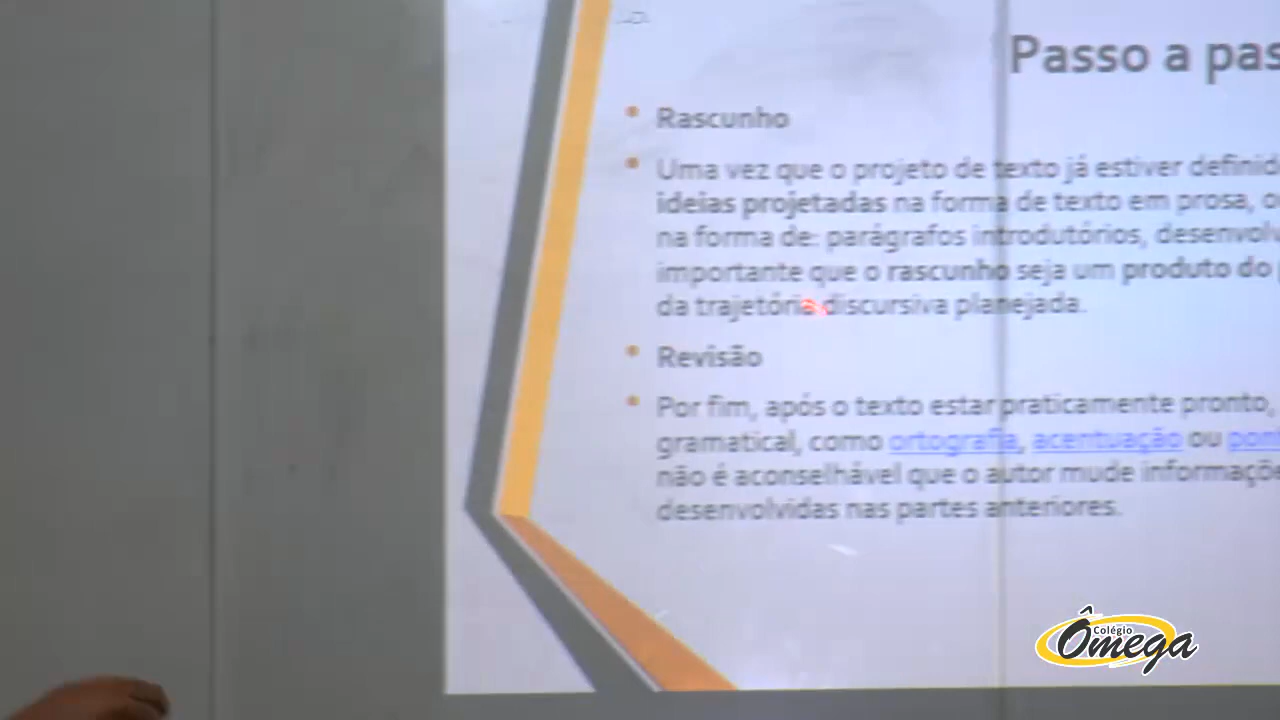 Passo a pas
Rascunho
Uma vez que o projeto de texto já estiver definid
ideias projetadas na forma de texto em prosa, o
na forma de: parágrafos introdutórios, desenvolv
importante que o rascunho seja um produto do
da trajetória discursiva planejada.
Revisão
Por fim, após o texto estar praticamente pronto,
gramatical, como ortografia, acentuação ou pont
não é aconselhável que o autor mude informaçõe
desenvolvidas nas partes anteriores.
Colégio
Ômega